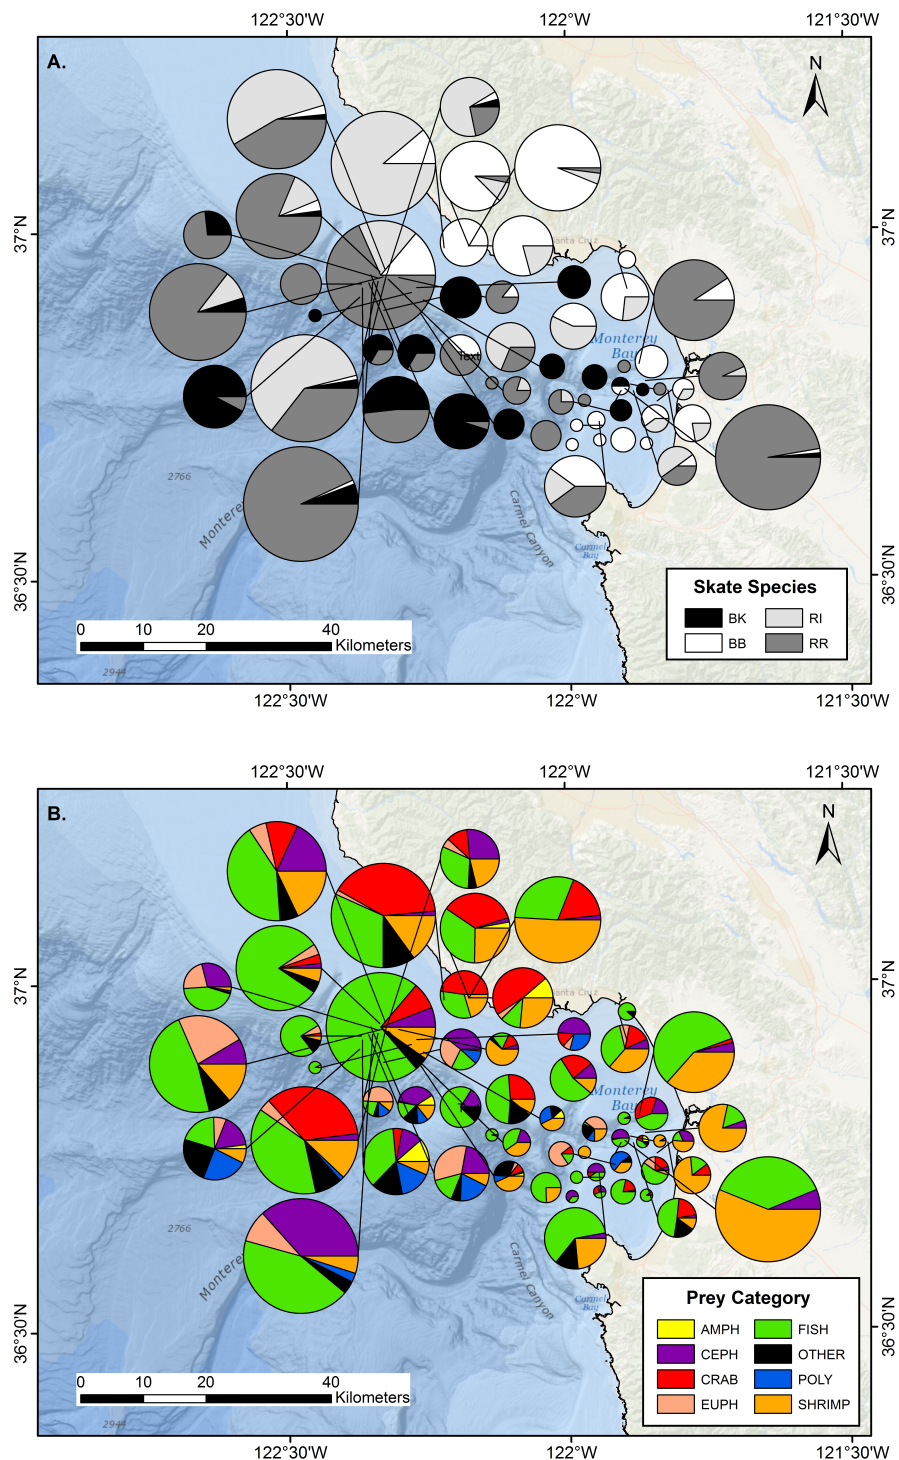 122°30'W 122°W 121°30'W
A.
N
37°N 37°N
Santa Cruz
Monterey
Bay
Text
2766
Montere
Carmel Canyon
Carmel
Bay
36°30'N 36°30'N
Skate Species
BK RI
BB RR
0 10 20 40
Kilometers
2944
122°30'W 122°W 121°30'W
122°30'W 122°W 121°30'W
B.
N
37°N 37°N
anta Cruz
Monterey
Bay
2766
Montere
Carmel Canyon
Carmel
Bay
36°30'N 36°30'N
Prey Category
AMPH FISH
CEPH OTHER
CRAB POLY
EUPH SHRIMP
0 10 20 40
Kilometers
2944
122°30'W 122°W 121°30'W